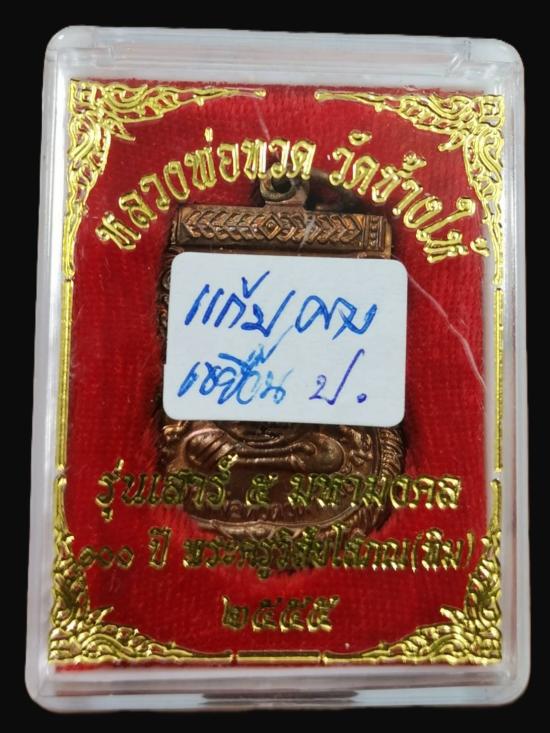 หลวงพ่อทวด วัดช้างให้
แก้มตม
เขยื้อน ป.
รุ่นเสาร์ ๕ มหามงคล
๑๐๐ ปี พระครูวิสัยโสภณ(ทิม)
๒๕๕๕